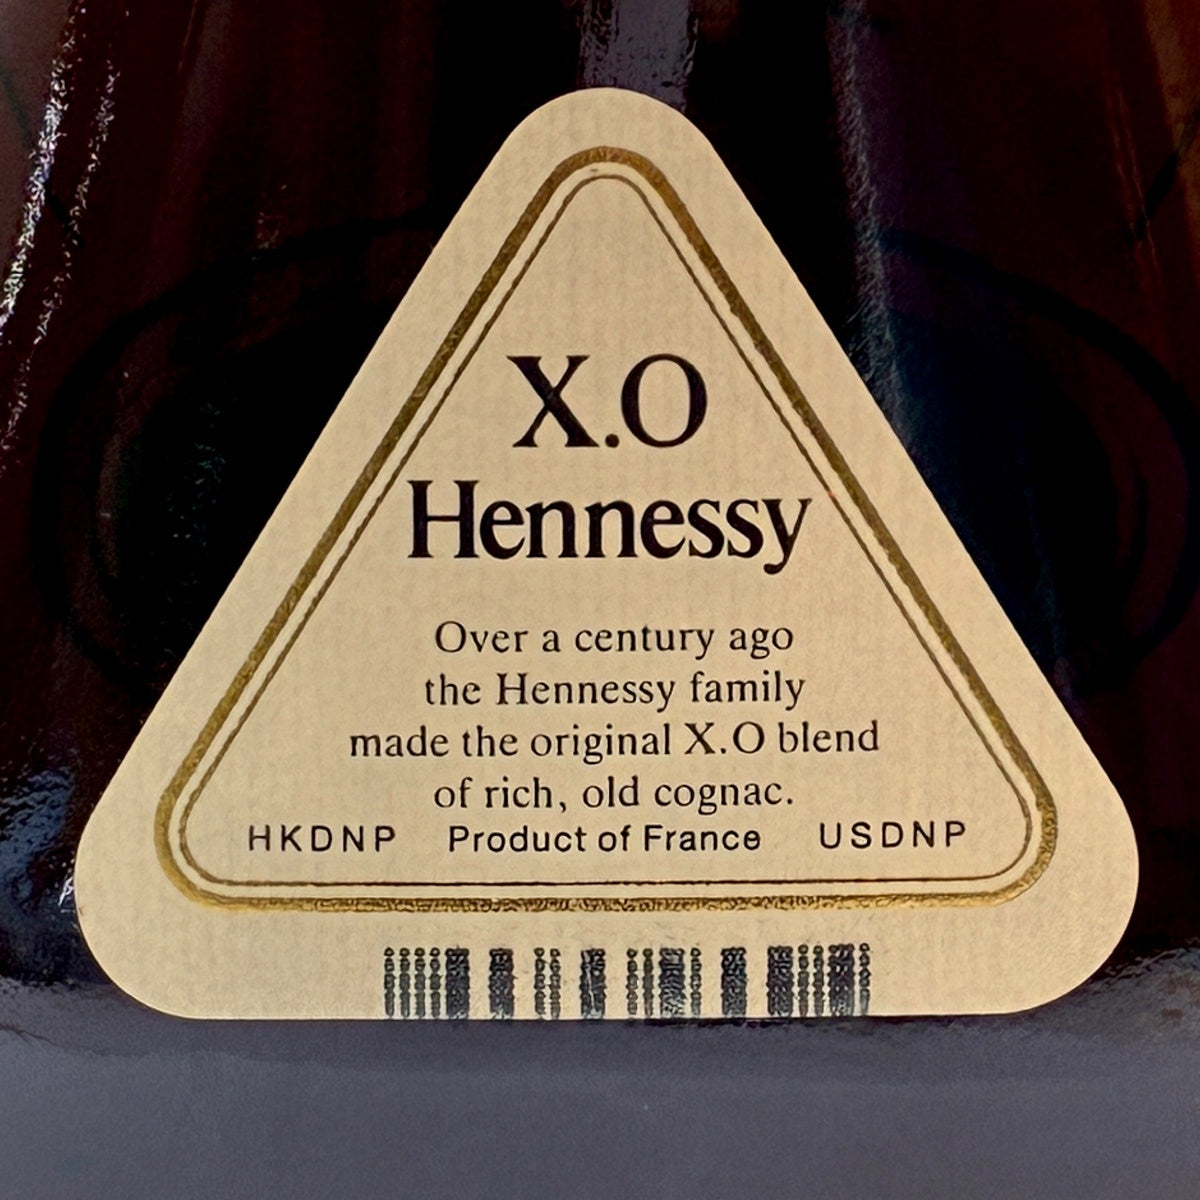 X.O
Hennessy
Over a century ago
the Hennessy family
made the original X.O blend
of rich, old cognac.
HKDNP Product of France USDNP